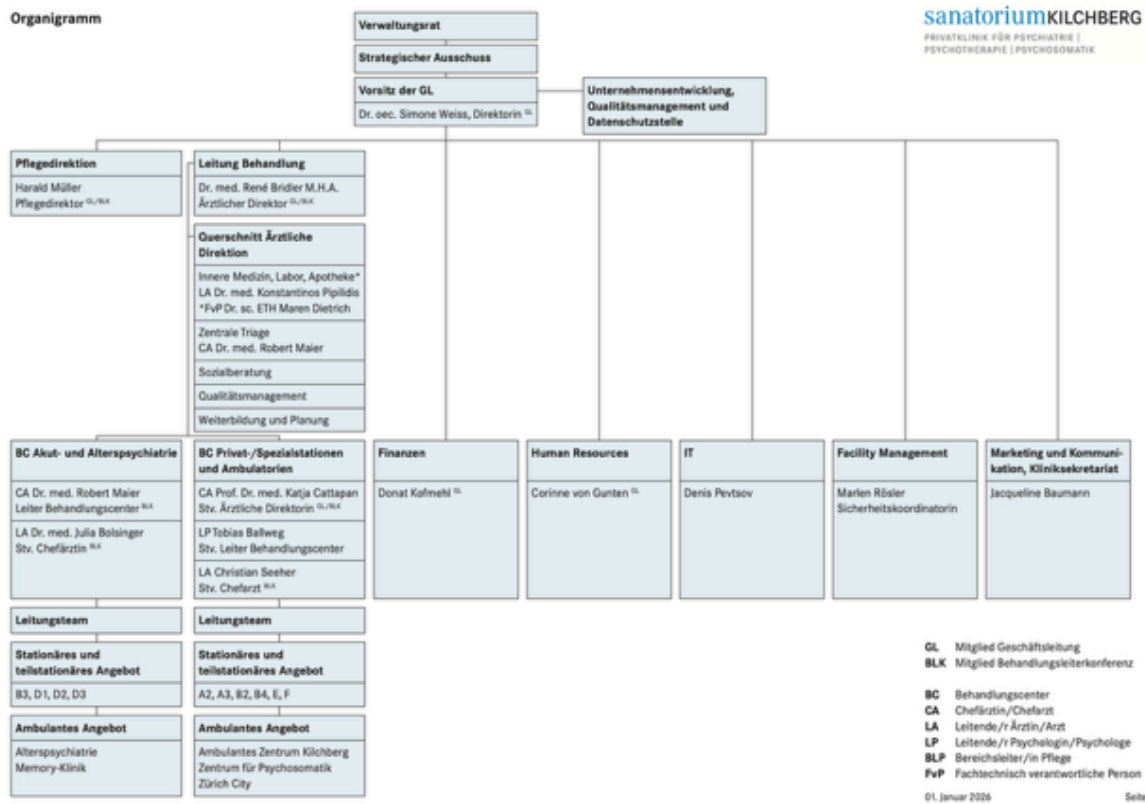 Organigramm
sanatoriumKILCHBERG
PRIVATKLINIK FÜR PSYCHIATRIE |
PSYCHOTHERAPIE | PSYCHOSOMATIK
Verwaltungsrat
Strategischer Ausschuss
Vorsitz der GL
Dr. oec. Simone Weiss, Direktorin GL
Unternehmensentwicklung,
Qualitätsmanagement und
Datenschutzstelle
Pflegedirektion
Harald Müller
Pflegedirektor GL/BLK
Leitung Behandlung
Dr. med. René Bridler M.H.A.
Ärztlicher Direktor GL/BLK
Querschnitt Ärztliche
Direktion
Innere Medizin, Labor, Apotheke*
LA Dr. med. Konstantinos Pipilidis
*FvP Dr. sc. ETH Maren Dietrich
Zentrale Triage
CA Dr. med. Robert Maier
Sozialberatung
Qualitätsmanagement
Weiterbildung und Planung
BC Akut- und Alterspsychiatrie
CA Dr. med. Robert Maier
Leiter Behandlungscenter BLK
LA Dr. med. Julia Bolsinger
Stv. Chefärztin BLK
Leitungsteam
Stationäres und
teilstationäres Angebot
B3, D1, D2, D3
Ambulantes Angebot
Alterspsychiatrie
Memory-Klinik
BC Privat-/Spezialstationen
und Ambulatorien
CA Prof. Dr. med. Katja Cattapan
Stv. Ärztliche Direktorin GL/BLK
LP Tobias Ballweg
Stv. Leiter Behandlungscenter
LA Christian Seeher
Stv. Chefarzt BLK
Leitungsteam
Stationäres und
teilstationäres Angebot
A2, A3, B2, B4, E, F
Ambulantes Angebot
Ambulantes Zentrum Kilchberg
Zentrum für Psychosomatik
Zürich City
Finanzen
Donat Kofmehl GL
Human Resources
Corinne von Gunten GL
IT
Denis Pevtsov
Facility Management
Marlen Rösler
Sicherheitskoordinatorin
Marketing und Kommuni-
kation, Kliniksekretariat
Jacqueline Baumann
GL Mitglied Geschäftsleitung
BLK Mitglied Behandlungsleiterkonferenz
BC Behandlungscenter
CA Chefärztin/Chefarzt
LA Leitende/r Ärztin/Arzt
LP Leitende/r Psychologin/Psychologe
BLP Bereichsleiter/in Pflege
FvP Fachtechnisch verantwortliche Person
01. Januar 2026
Seite